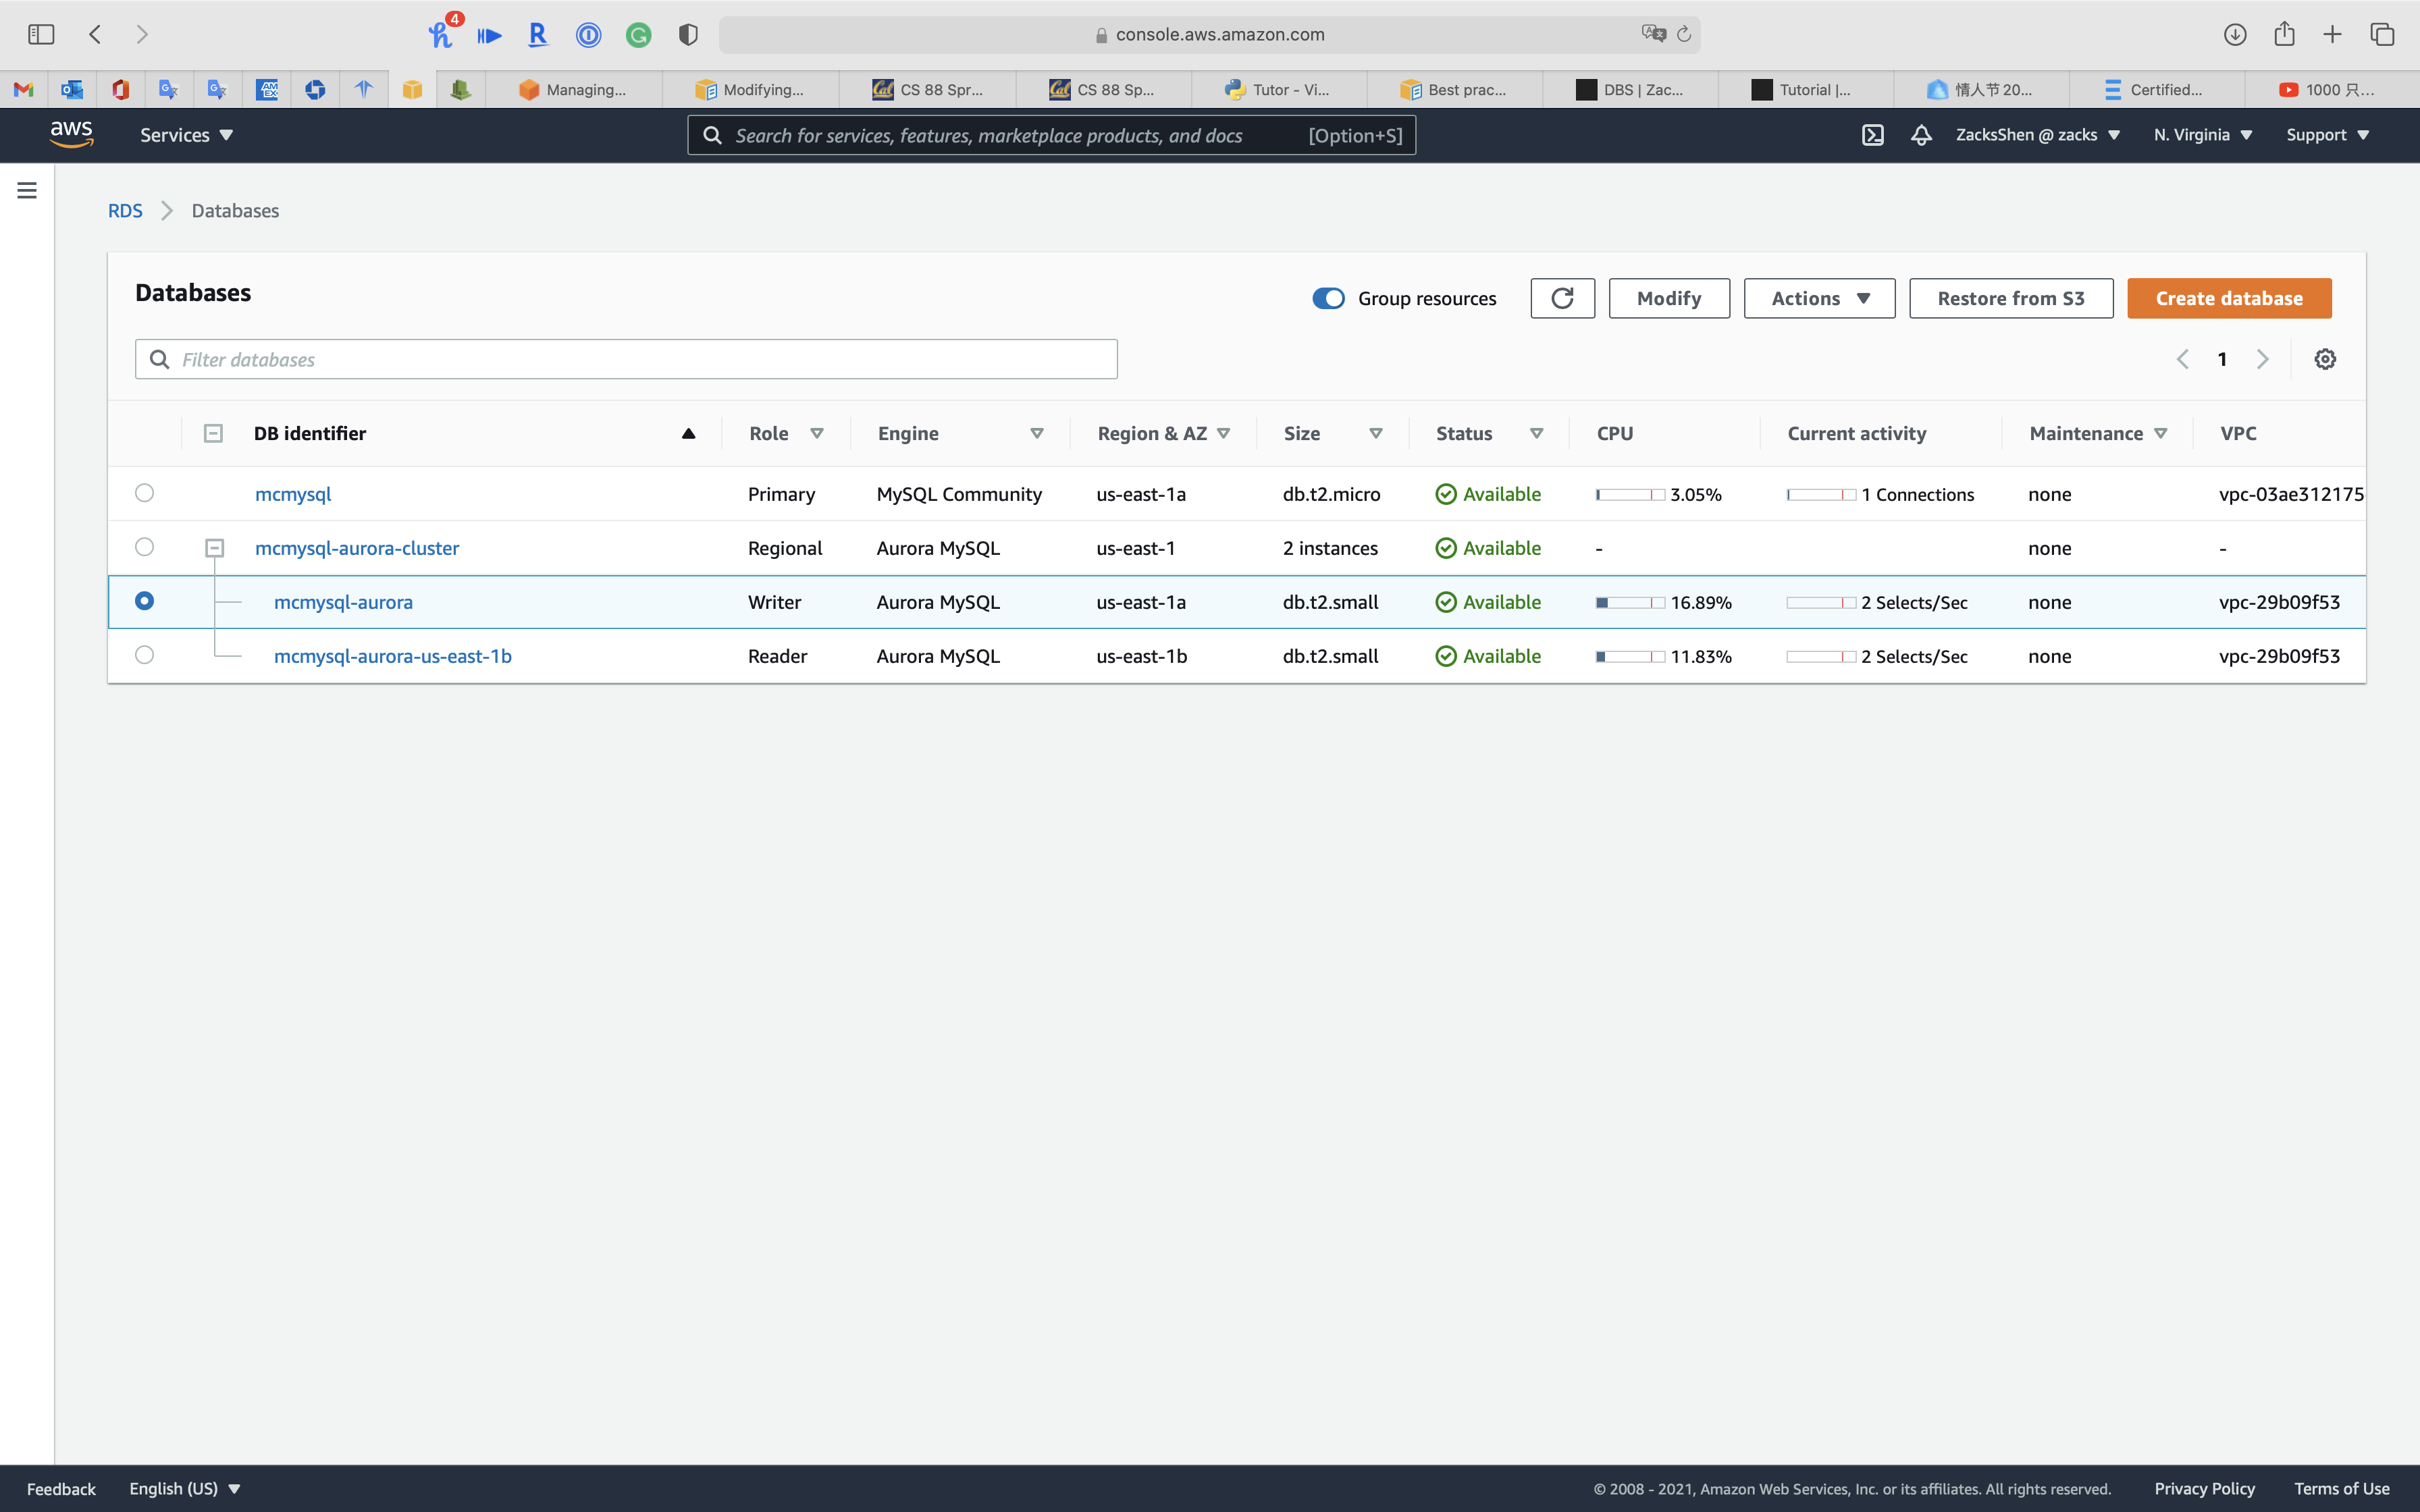 4
console.aws.amazon.com
Managing... Modifying... CS 88 Spr... CS 88 Sp... Tutor - Vi... Best prac... DBS | Zac... Tutorial |... 情人节 20... Certified... 1000 只...
aws Services Search for services, features, marketplace products, and docs [Option+S] ZacksShen @ zacks N. Virginia Support
RDS Databases
Databases Group resources Modify Actions Restore from S3 Create database
Filter databases 1
DB identifier Role Engine Region & AZ Size Status CPU Current activity Maintenance VPC
mcmysql Primary MySQL Community us-east-1a db.t2.micro Available 3.05% 1 Connections none vpc-03ae312175
mcmysql-aurora-cluster Regional Aurora MySQL us-east-1 2 instances Available - none -
mcmysql-aurora Writer Aurora MySQL us-east-1a db.t2.small Available 16.89% 2 Selects/Sec none vpc-29b09f53
mcmysql-aurora-us-east-1b Reader Aurora MySQL us-east-1b db.t2.small Available 11.83% 2 Selects/Sec none vpc-29b09f53
Feedback English (US) © 2008 - 2021, Amazon Web Services, Inc. or its affiliates. All rights reserved. Privacy Policy Terms of Use